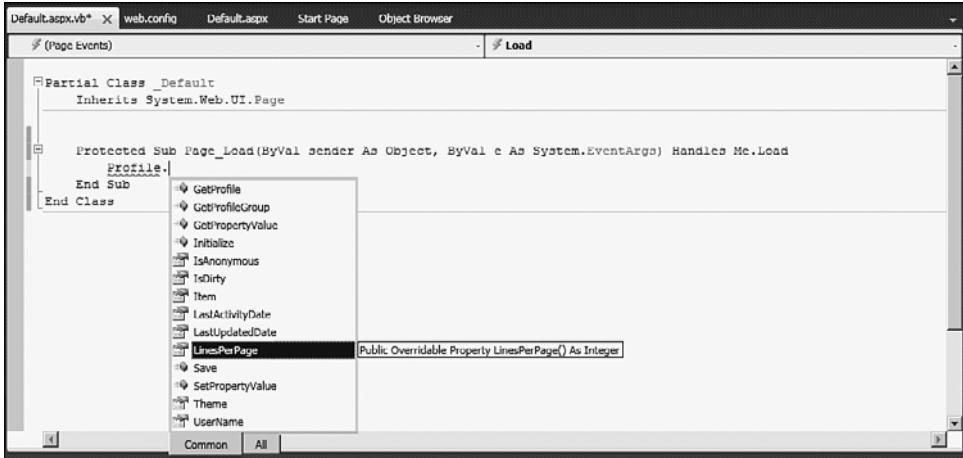 Default.aspx.vb* X web.config Default.aspx Start Page Object Browser
(Page Events) Load
Partial Class _Default
Inherits System.Web.UI.Page
Protected Sub Page_Load(ByVal sender As Object, ByVal e As System.EventArgs) Handles Me.Load
Profile.
End Sub
End Class
GetProfile
GetProfileGroup
GetPropertyValue
Initialize
IsAnonymous
IsDirty
Item
LastActivityDate
LastUpdatedDate
LinesPerPage Public Overridable Property LinesPerPage() As Integer
Save
SetPropertyValue
Theme
UserName
Common All